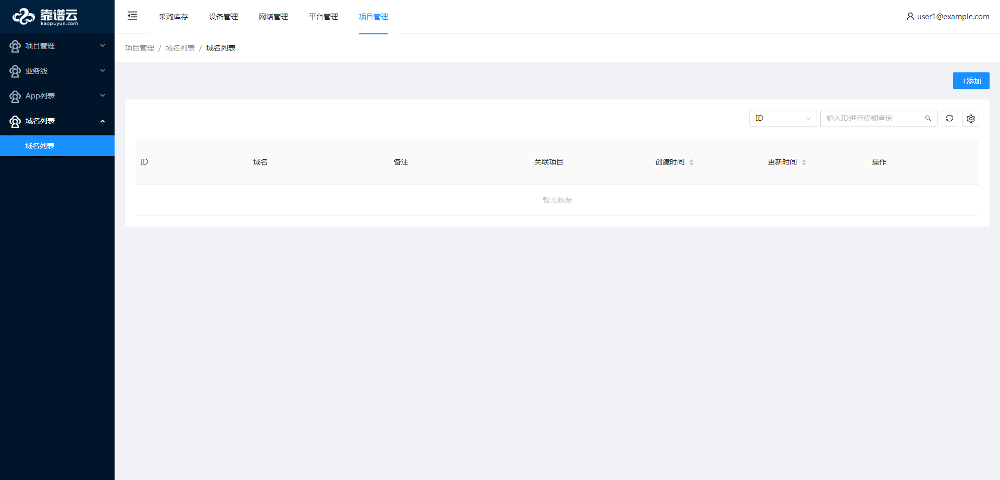 靠谱云
kaopuyun.com
采购库存
设备管理
网络管理
平台管理
项目管理
user1@example.com
项目管理
业务线
App列表
域名列表
域名列表
项目管理 / 域名列表 / 域名列表
+添加
ID
输入ID进行模糊查询
ID 域名 备注 关联项目 创建时间 更新时间 操作
暂无数据